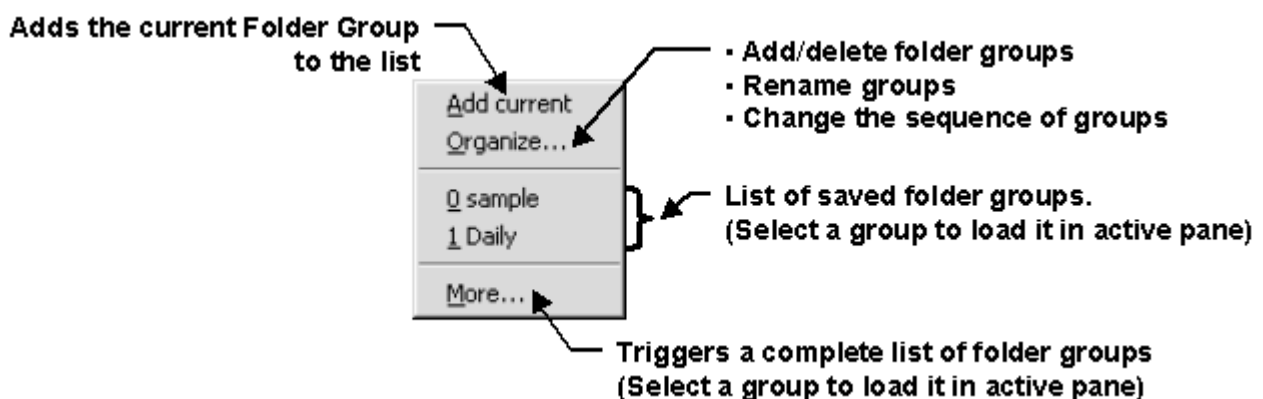 Adds the current Folder Group
to the list
- Add/delete folder groups
- Rename groups
- Change the sequence of groups
Add current
Organize...
0 sample
1 Daily
List of saved folder groups.
(Select a group to load it in active pane)
More...
Triggers a complete list of folder groups
(Select a group to load it in active pane)